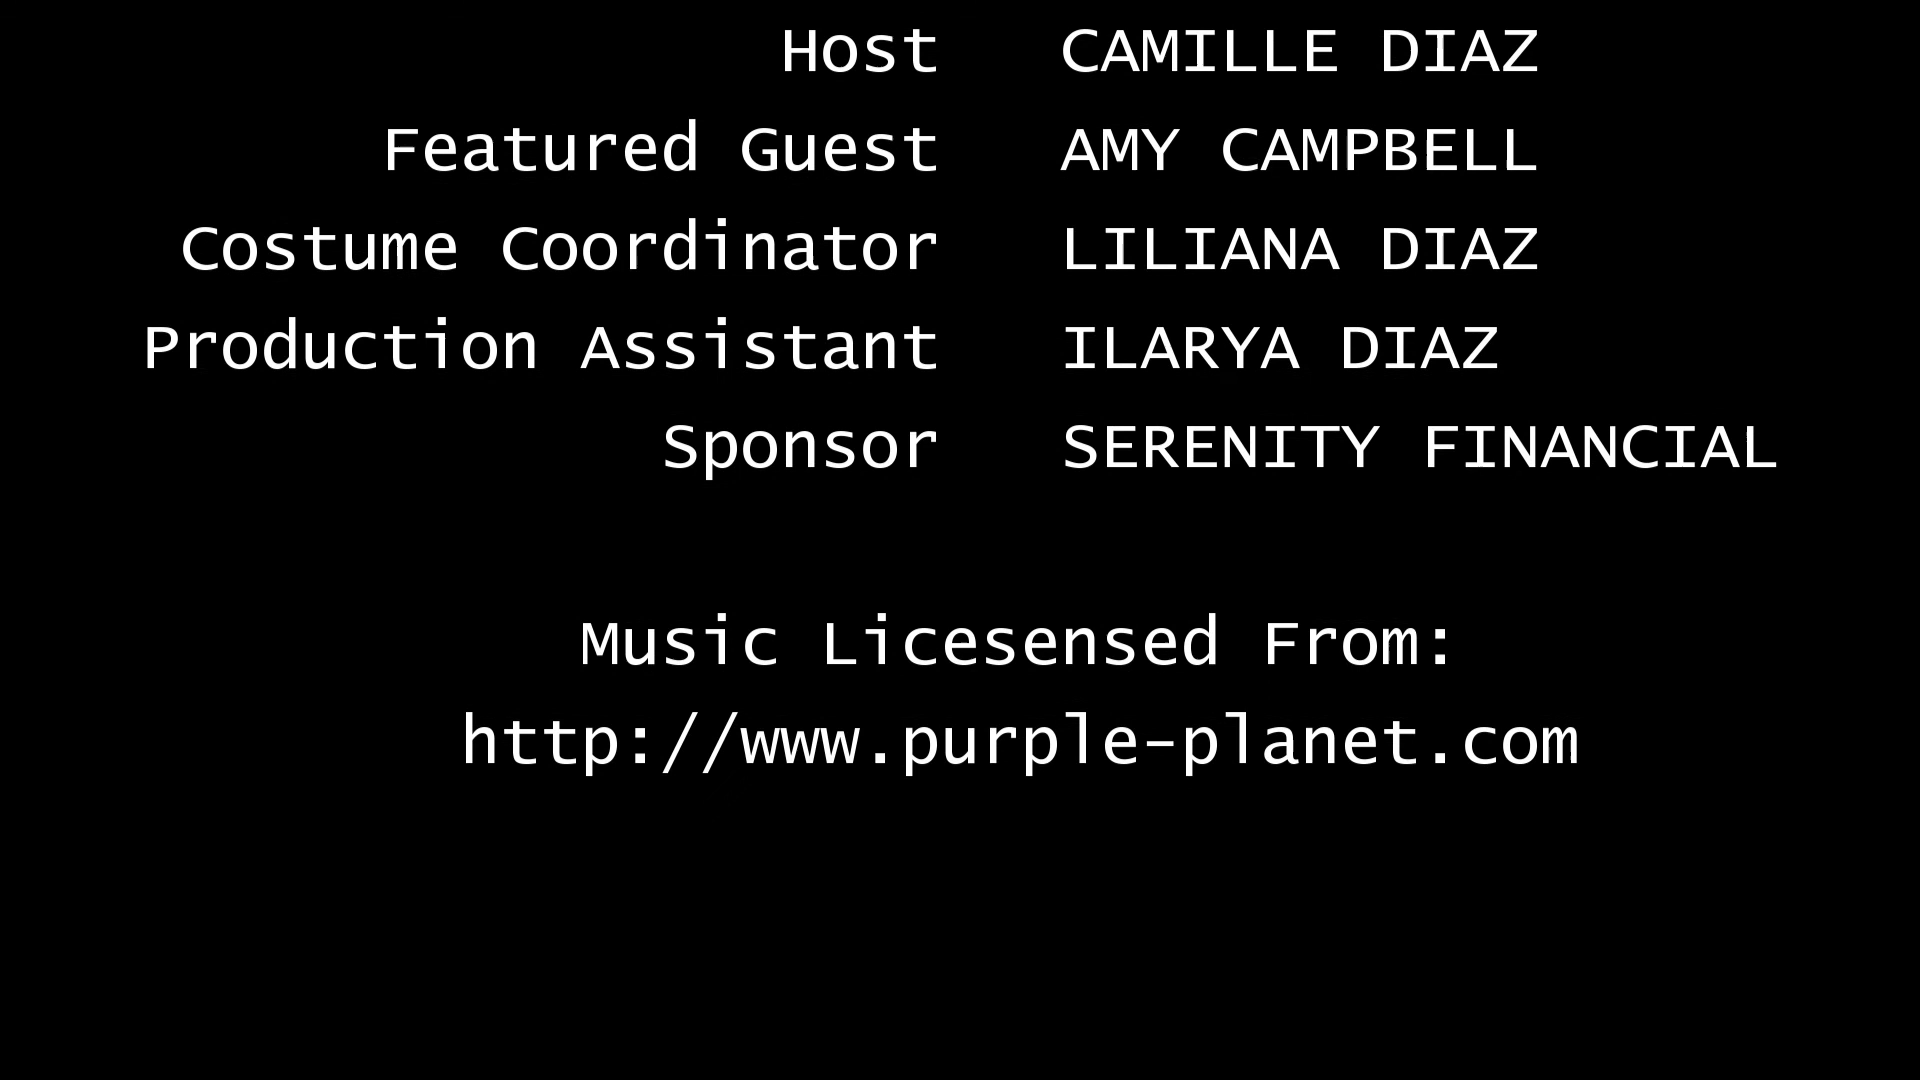 Host CAMILLE DIAZ
Featured Guest AMY CAMPBELL
Costume Coordinator LILIANA DIAZ
Production Assistant ILARYA DIAZ
Sponsor SERENITY FINANCIAL
Music Licesensed From:
http://www.purple-planet.com